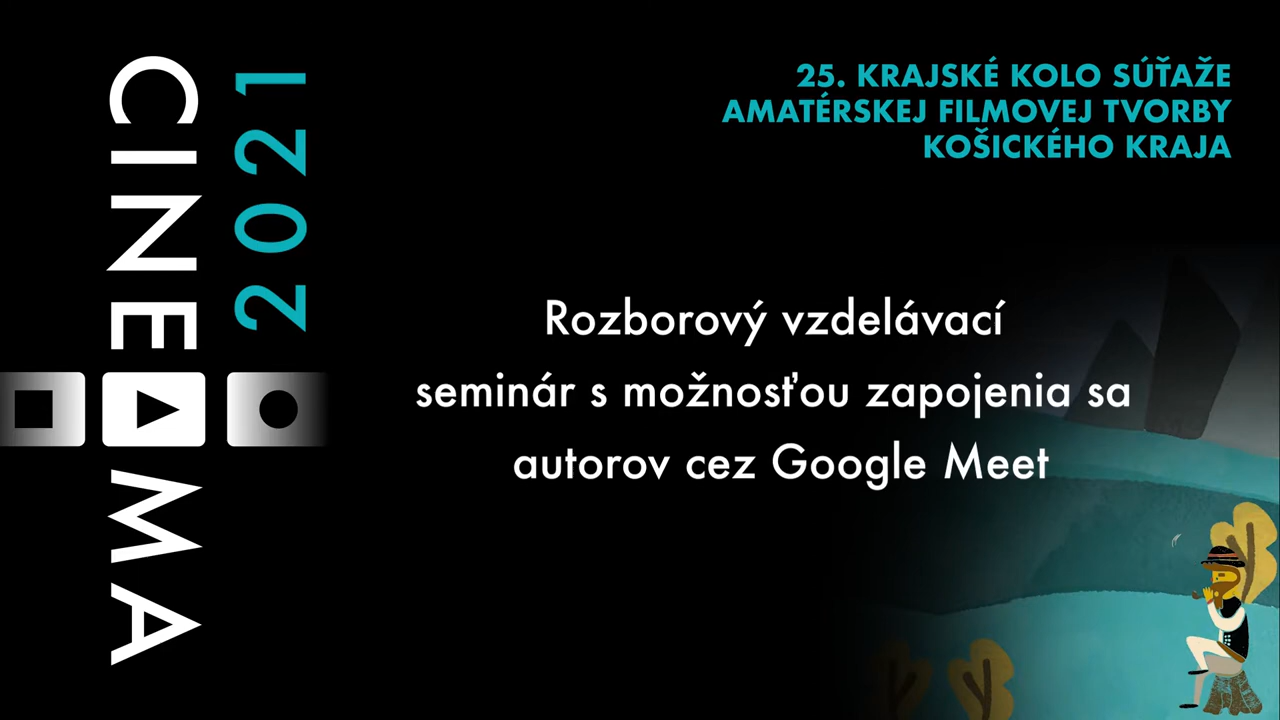 CINEAMA
2021
25. KRAJSKÉ KOLO SÚŤAŽE
AMATÉRSKEJ FILMOVEJ TVORBY
KOŠICKÉHO KRAJA
Rozborový vzdelávací
seminár s možnosťou zapojenia sa
autorov cez Google Meet